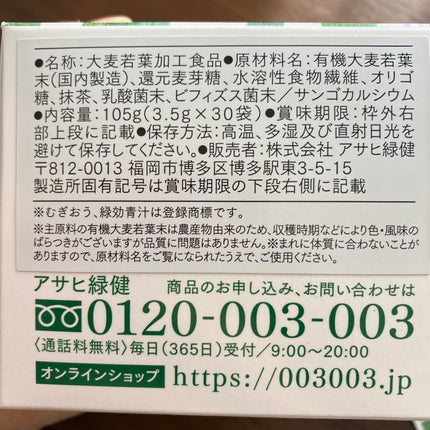 ●名称:大麦若葉加工食品●原材料名:有機大麦若葉
末(国内製造)、還元麦芽糖、水溶性食物繊維、オリゴ
糖、抹茶、乳酸菌末、ビフィズス菌末／サンゴカルシウム
●内容量:105g(3.5g×30袋)●賞味期限:枠外右
部上段に記載●保存方法:高温、多湿及び直射日光を
避けて保存してください。●販売者:株式会社 アサヒ緑健
〒812-0013 福岡市博多区博多駅東3-5-15
製造所固有記号は賞味期限の下段右側に記載
※むぎおう、緑効青汁は登録商標です。
※主原料の有機大麦若葉末は農産物由来のため、収穫時期などにより色・風味の
ばらつきがございますが品質に問題はありません。※まれに体質に合わないことが
ありますので、原材料名をご覧になられたうえで、ご使用ください。
アサヒ緑健 商品のお申し込み、お問い合わせは
0120-003-003
〈通話料無料〉毎日(365日)受付／9:00〜20:00
オンラインショップ https://003003.jp